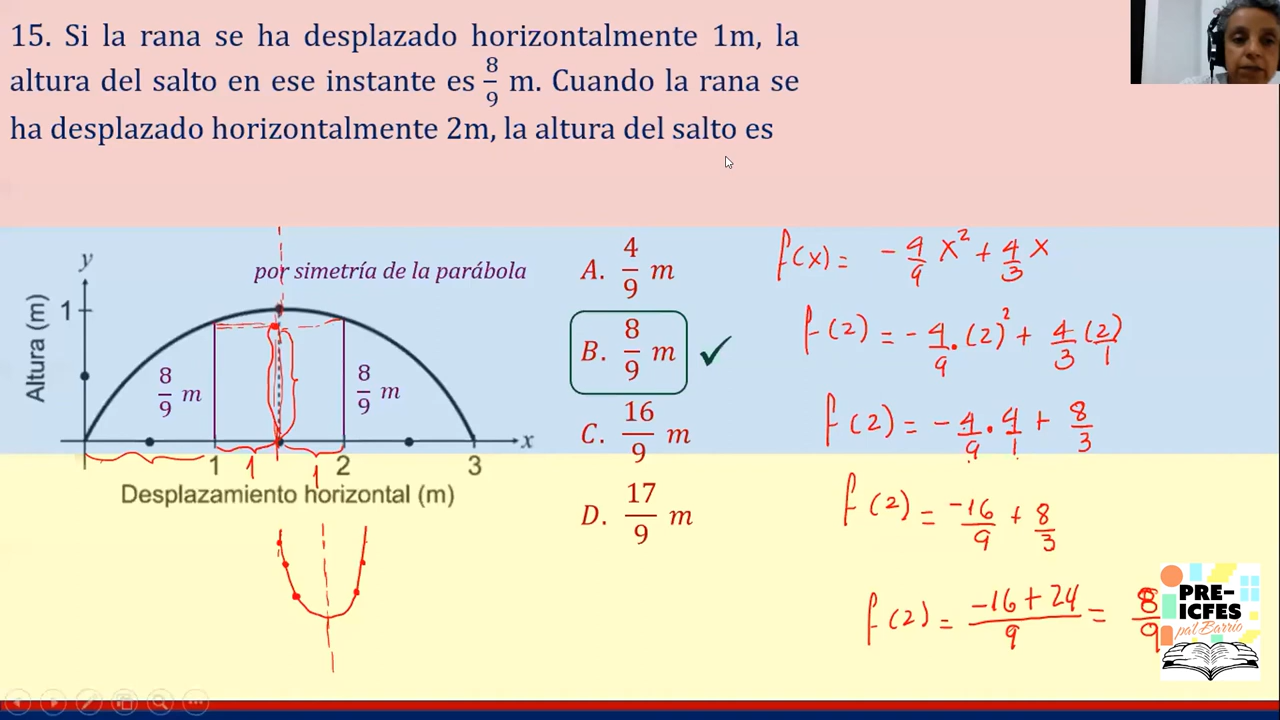 15. Si la rana se ha desplazado horizontalmente 1m, la
altura del salto en ese instante es 8/9 m. Cuando la rana se
ha desplazado horizontalmente 2m, la altura del salto es
por simetría de la parábola
y
1
Altura (m)
8/9 m
8/9 m
x
1 2 3
1 1
Desplazamiento horizontal (m)
A. 4/9 m
B. 8/9 m ✓
C. 16/9 m
D. 17/9 m
f(x) = -4/9 x² + 4/3 x
f(2) = -4/9 . (2)² + 4/3 (2/1)
f(2) = -4/9 . 4/1 + 8/3
f(2) = -16/9 + 8/3
f(2) = -16+24/9 = 8/9
PRE-
ICFES
pal Barrio